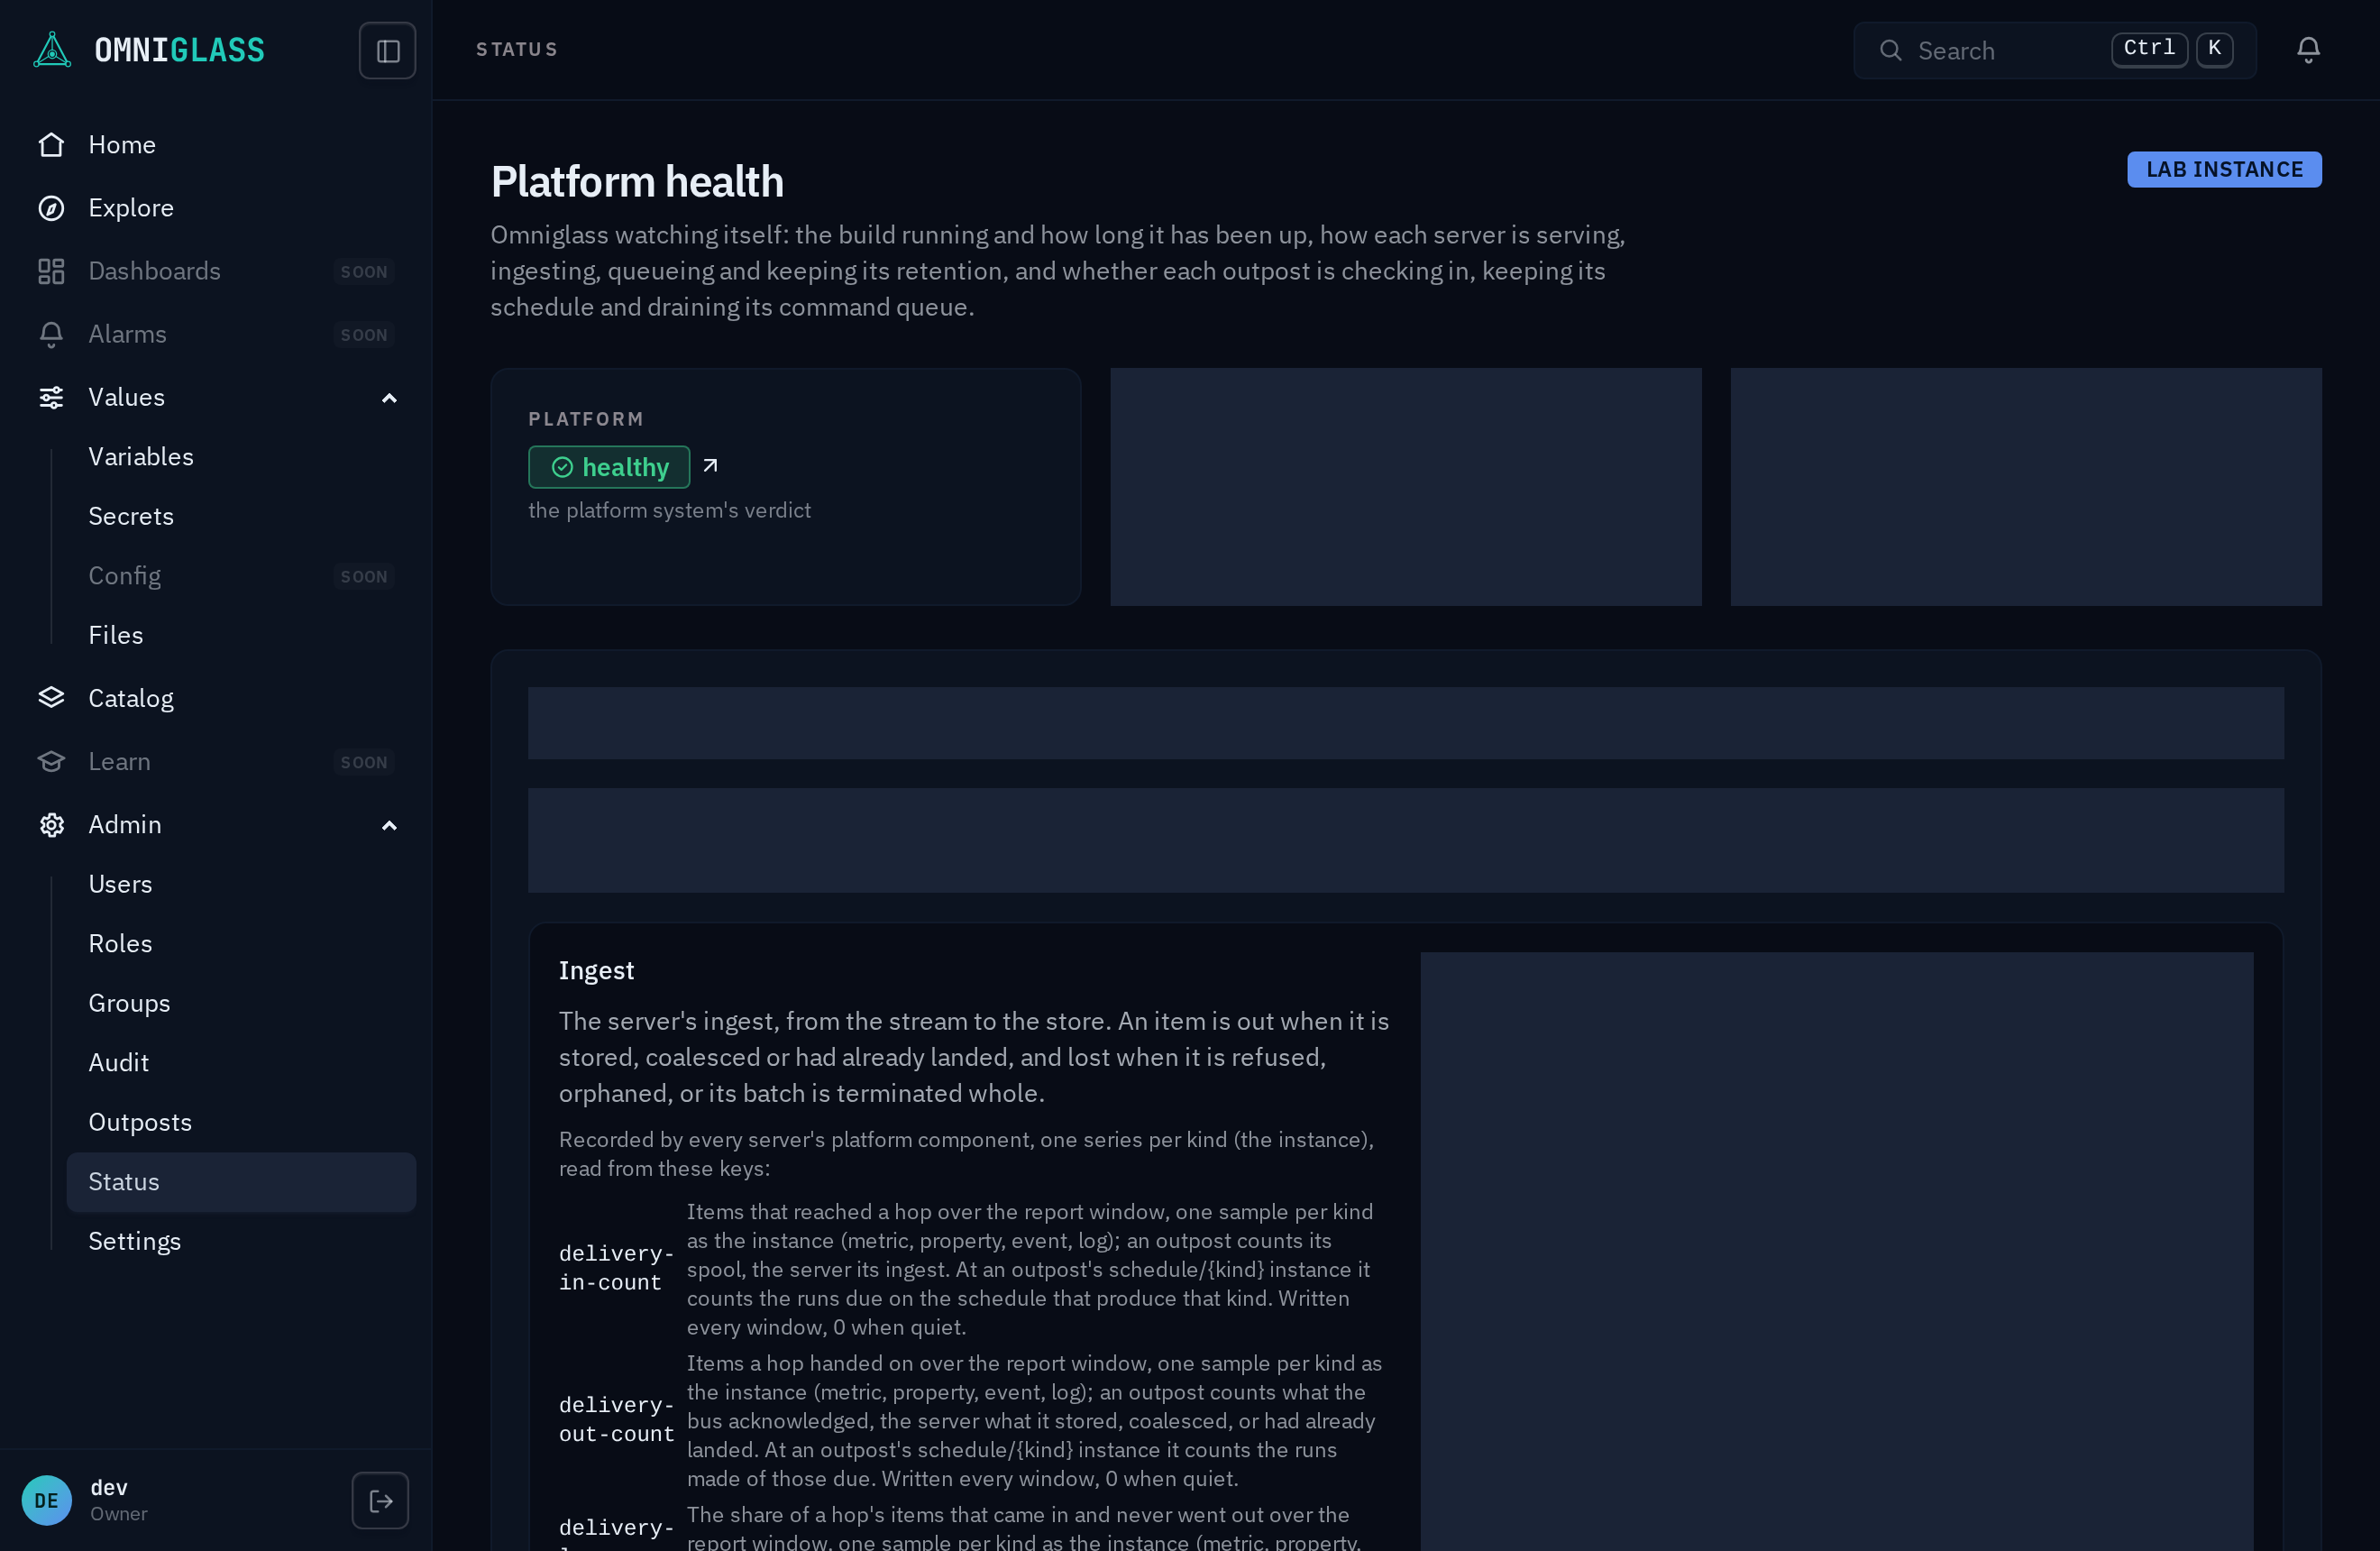 OMNIGLASS
STATUS
Search
Ctrl K
Home
Explore
Dashboards SOON
Alarms SOON
Values
Variables
Secrets
Config SOON
Files
Catalog
Learn SOON
Admin
Users
Roles
Groups
Audit
Outposts
Status
Settings
DE
dev
Owner
Platform health
LAB INSTANCE
Omniglass watching itself: the build running and how long it has been up, how each server is serving,
ingesting, queueing and keeping its retention, and whether each outpost is checking in, keeping its
schedule and draining its command queue.
PLATFORM
healthy
the platform system's verdict
Ingest
The server's ingest, from the stream to the store. An item is out when it is
stored, coalesced or had already landed, and lost when it is refused,
orphaned, or its batch is terminated whole.
Recorded by every server's platform component, one series per kind (the instance),
read from these keys:
delivery-
in-count
Items that reached a hop over the report window, one sample per kind
as the instance (metric, property, event, log); an outpost counts its
spool, the server its ingest. At an outpost's schedule/{kind} instance it
counts the runs due on the schedule that produce that kind. Written
every window, 0 when quiet.
delivery-
out-count
Items a hop handed on over the report window, one sample per kind as
the instance (metric, property, event, log); an outpost counts what the
bus acknowledged, the server what it stored, coalesced, or had already
landed. At an outpost's schedule/{kind} instance it counts the runs
made of those due. Written every window, 0 when quiet.
delivery-
The share of a hop's items that came in and never went out over the
report window, one sample per kind as the instance (metric, property,